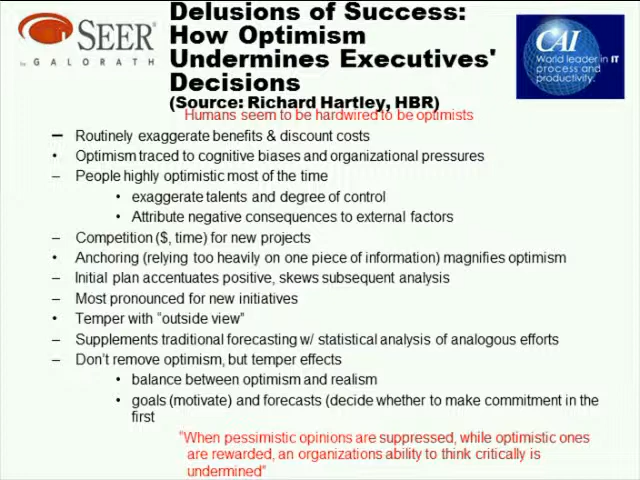 SEER®
by GALORATH
Delusions of Success:
How Optimism
Undermines Executives'
Decisions
(Source: Richard Hartley, HBR)
CAI
World leader in IT
process and
productivity.
Humans seem to be hardwired to be optimists
– Routinely exaggerate benefits & discount costs
• Optimism traced to cognitive biases and organizational pressures
– People highly optimistic most of the time
• exaggerate talents and degree of control
• Attribute negative consequences to external factors
– Competition ($, time) for new projects
• Anchoring (relying too heavily on one piece of information) magnifies optimism
– Initial plan accentuates positive, skews subsequent analysis
– Most pronounced for new initiatives
• Temper with "outside view"
– Supplements traditional forecasting w/ statistical analysis of analogous efforts
– Don't remove optimism, but temper effects
• balance between optimism and realism
• goals (motivate) and forecasts (decide whether to make commitment in the
first
"When pessimistic opinions are suppressed, while optimistic ones
are rewarded, an organizations ability to think critically is
undermined"